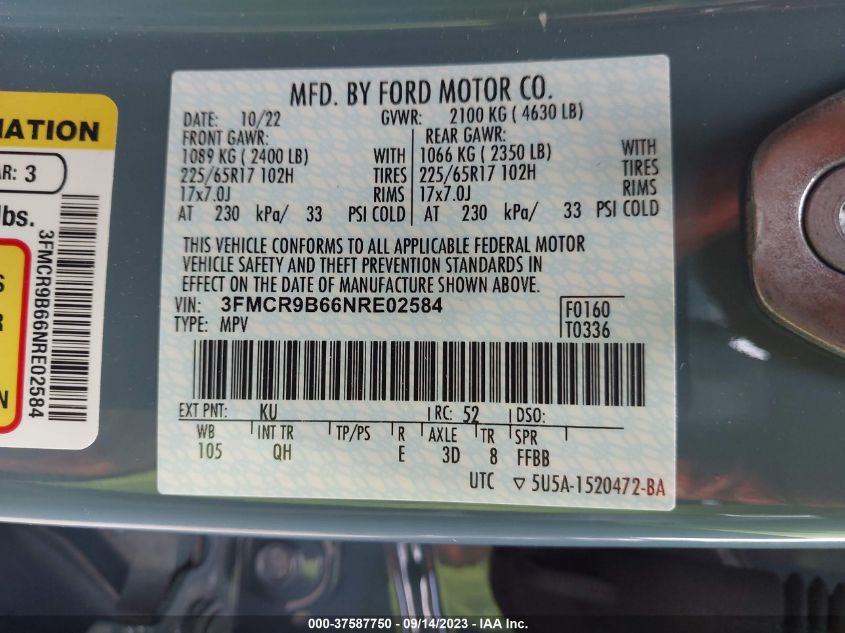 MATION
AR: 3
lbs.
S
R
N
3FMCR9B66NRE02584
MFD. BY FORD MOTOR CO.
DATE: 10/22 GVWR: 2100 KG ( 4630 LB)
FRONT GAWR: REAR GAWR:
1089 KG ( 2400 LB) WITH 1066 KG ( 2350 LB) WITH
225/65R17 102H TIRES 225/65R17 102H TIRES
17x7.0J RIMS 17x7.0J RIMS
AT 230 kPa/ 33 PSI COLD AT 230 kPa/ 33 PSI COLD
THIS VEHICLE CONFORMS TO ALL APPLICABLE FEDERAL MOTOR
VEHICLE SAFETY AND THEFT PREVENTION STANDARDS IN
EFFECT ON THE DATE OF MANUFACTURE SHOWN ABOVE.
VIN: 3FMCR9B66NRE02584 F0160
TYPE: MPV T0336
EXT PNT: KU RC: 52 DSO:
WB INT TR TP/PS R AXLE TR SPR
105 QH E 3D 8 FFBB
UTC ▽ 5U5A-1520472-BA
000-37587750 - 09/14/2023 - IAAI.COM